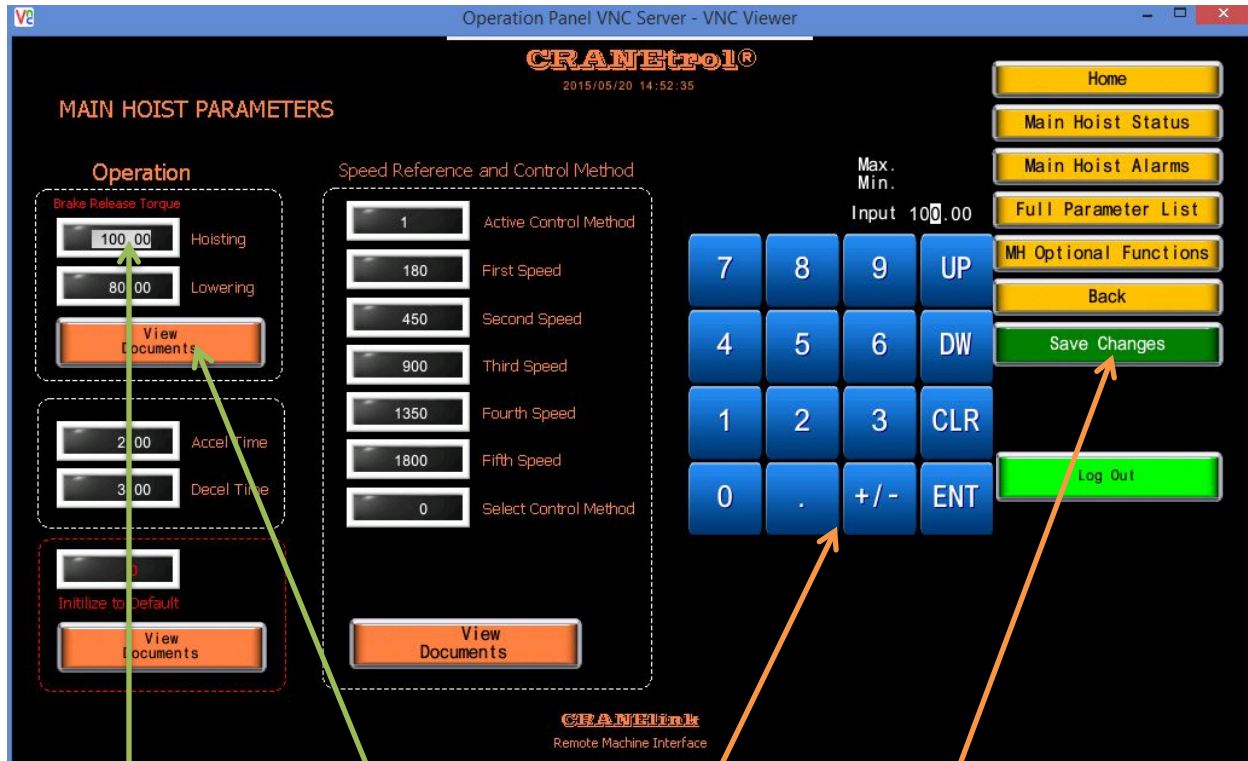 Operation Panel VNC Server - VNC Viewer
CRANEtrol®
2015/05/20 14:52:35
MAIN HOIST PARAMETERS
Operation
Brake Release Torque
100.00 Hoisting
80.00 Lowering
View
Documents
2.00 Accel Time
3.00 Decel Time
0
Initilize to Default
View
Documents
Speed Reference and Control Method
1 Active Control Method
180 First Speed
450 Second Speed
900 Third Speed
1350 Fourth Speed
1800 Fifth Speed
0 Select Control Method
View
Documents
Max.
Min.
Input 100.00
7 8 9 UP
4 5 6 DW
1 2 3 CLR
0 . +/- ENT
Home
Main Hoist Status
Main Hoist Alarms
Full Parameter List
MH Optional Functions
Back
Save Changes
Log Out
CRANElink
Remote Machine Interface